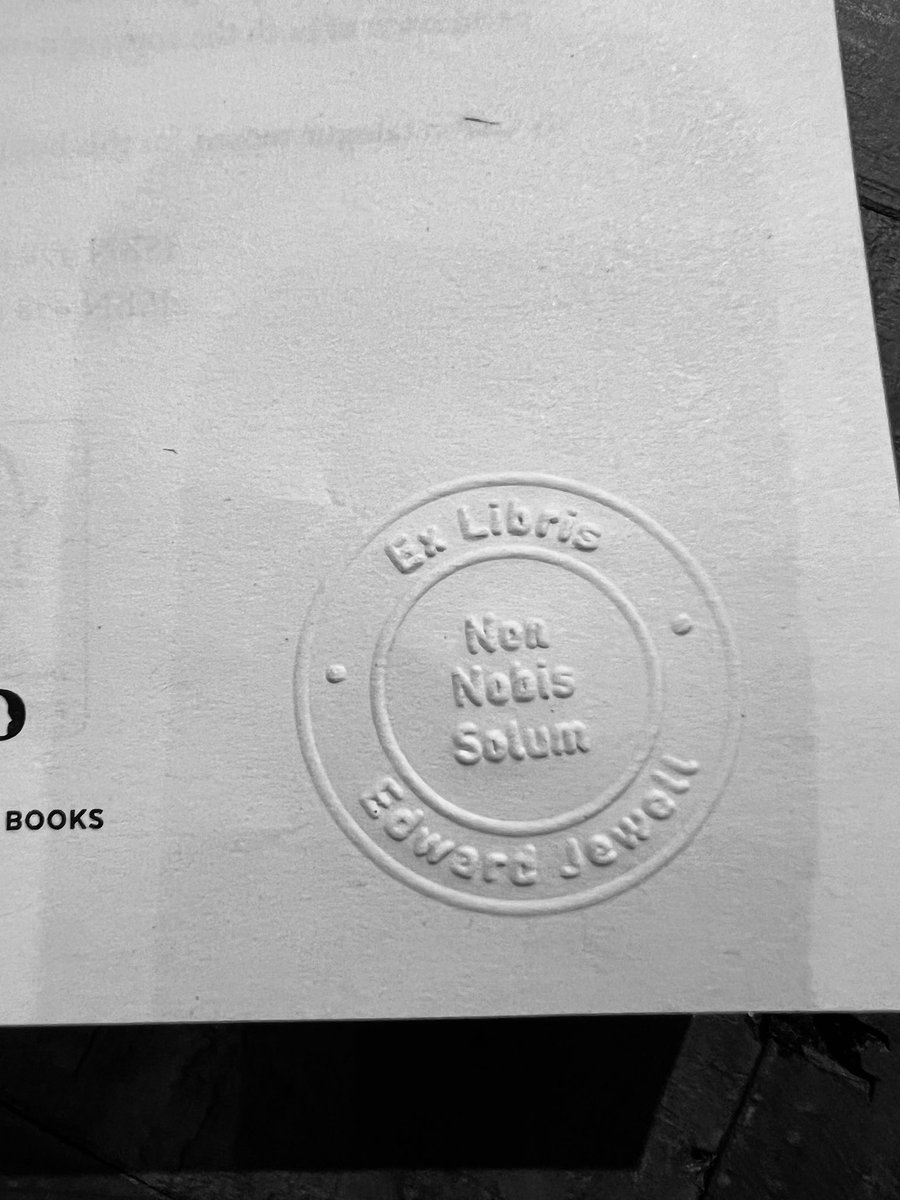 Ex Libris
Non
Nobis
Solum
Edward Jewell
BOOKS